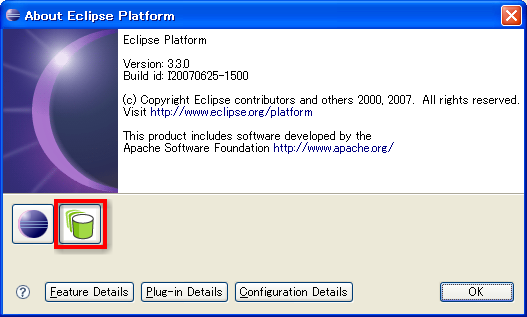 About Eclipse Platform
Eclipse Platform
Version: 3.3.0
Build id: I20070625-1500
(c) Copyright Eclipse contributors and others 2000, 2007.  All rights reserved.
Visit http://www.eclipse.org/platform
This product includes software developed by the
Apache Software Foundation http://www.apache.org/
?
Feature Details
Plug-in Details
Configuration Details
OK